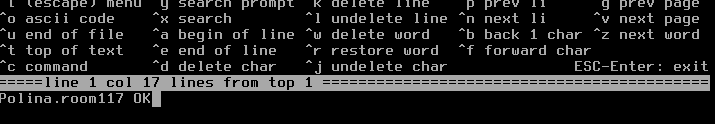 ^[ (escape) menu ^y search prompt ^k delete line ^p prev li ^g prev page
^o ascii code ^x search ^l undelete line ^n next li ^v next page
^u end of file ^a begin of line ^w delete word ^b back 1 char ^z next word
^t top of text ^e end of line ^r restore word ^f forward char
^c command ^d delete char ^j undelete char ESC-Enter: exit
=====line 1 col 17 lines from top 1 ============================================
Polina.room117 OK